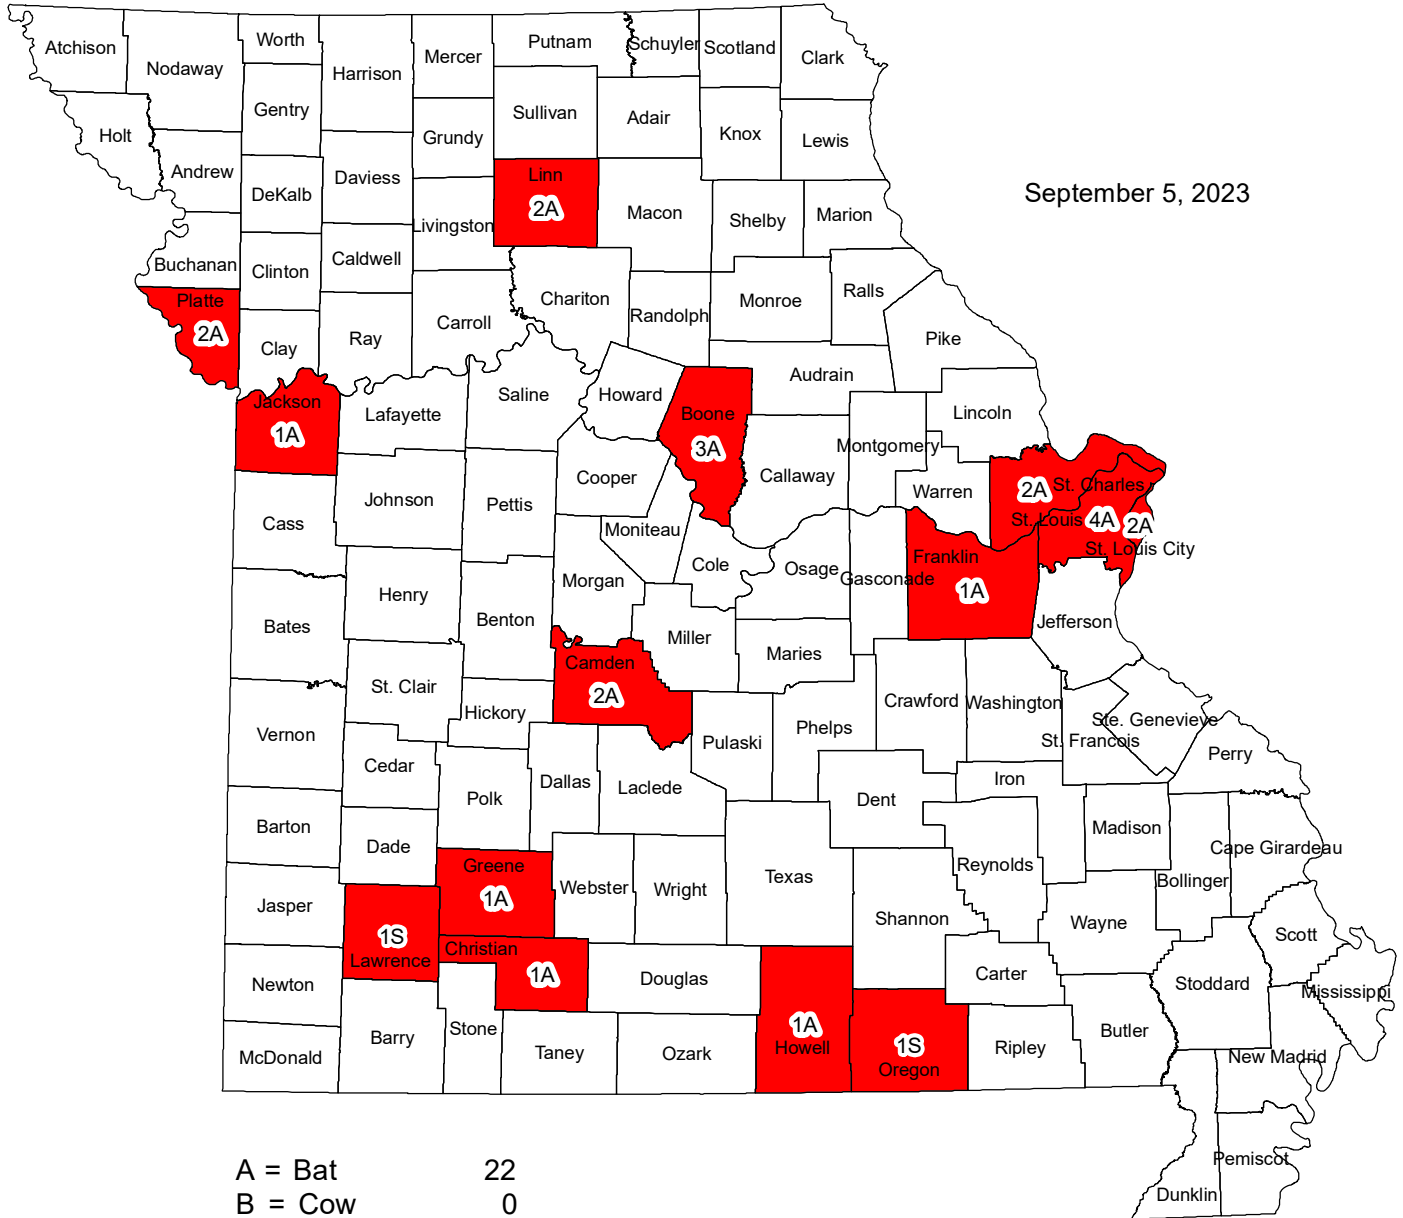 Atchison
Nodaway
Worth
Harrison
Mercer
Putnam
Schuyler
Scotland
Clark
Gentry
Sullivan
Adair
Knox
Lewis
Holt
Andrew
DeKalb
Daviess
Grundy
Livingston
Linn
2A
Macon
Shelby
Marion
September 5, 2023
Buchanan
Clinton
Caldwell
Platte
2A
Clay
Ray
Carroll
Chariton
Randolph
Monroe
Ralls
Pike
Jackson
1A
Lafayette
Saline
Howard
Boone
3A
Audrain
Lincoln
Montgomery
Callaway
Warren
Cooper
2A
St. Charles
St. Louis
4A
2A
St. Louis City
Cass
Johnson
Pettis
Moniteau
Cole
Osage
Gasconade
Franklin
1A
Morgan
Henry
Benton
Bates
Miller
Maries
Jefferson
Camden
2A
St. Clair
Hickory
Crawford
Washington
Ste. Genevieve
St. Francois
Vernon
Pulaski
Phelps
Perry
Cedar
Polk
Dallas
Laclede
Dent
Iron
Barton
Dade
Madison
Cape Girardeau
Greene
1A
Webster
Wright
Texas
Reynolds
Bollinger
Jasper
1S
Lawrence
Christian
1A
Shannon
Wayne
Scott
Newton
Douglas
Carter
Stoddard
Mississippi
McDonald
Barry
Stone
Taney
Ozark
1A
Howell
1S
Oregon
Ripley
Butler
New Madrid
Pemiscot
Dunklin
A = Bat 22
B = Cow 0